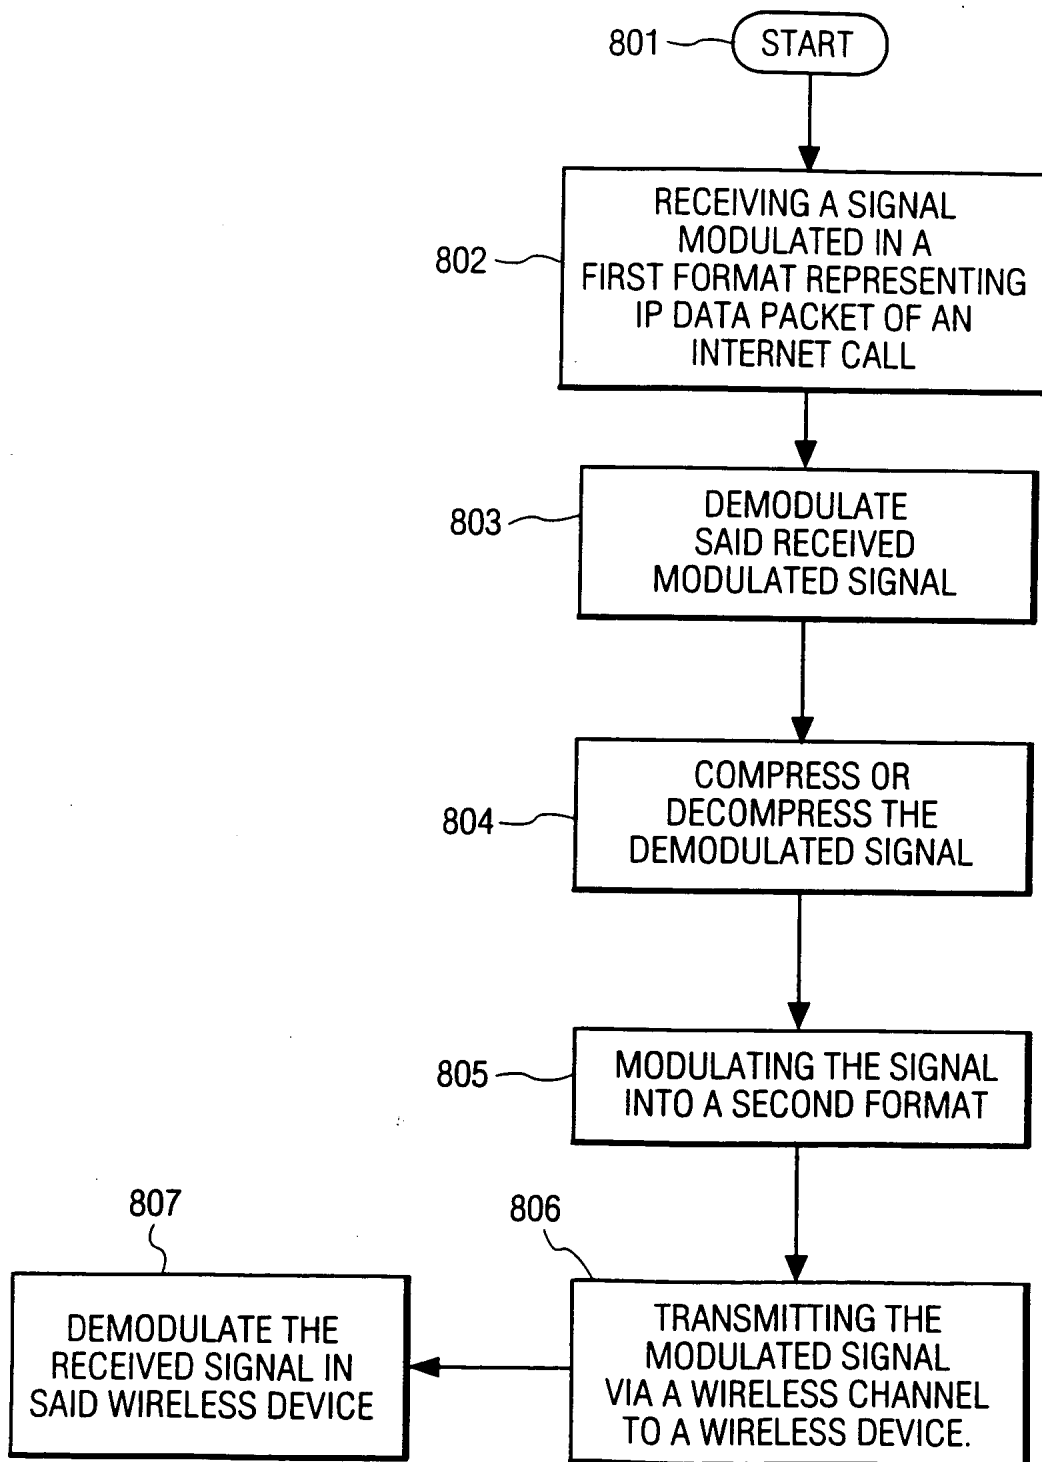 801
START
802
RECEIVING A SIGNAL
MODULATED IN A
FIRST FORMAT REPRESENTING
IP DATA PACKET OF AN
INTERNET CALL
803
DEMODULATE
SAID RECEIVED
MODULATED SIGNAL
804
COMPRESS OR
DECOMPRESS THE
DEMODULATED SIGNAL
805
MODULATING THE SIGNAL
INTO A SECOND FORMAT
806
TRANSMITTING THE
MODULATED SIGNAL
VIA A WIRELESS CHANNEL
TO A WIRELESS DEVICE.
807
DEMODULATE THE
RECEIVED SIGNAL IN
SAID WIRELESS DEVICE